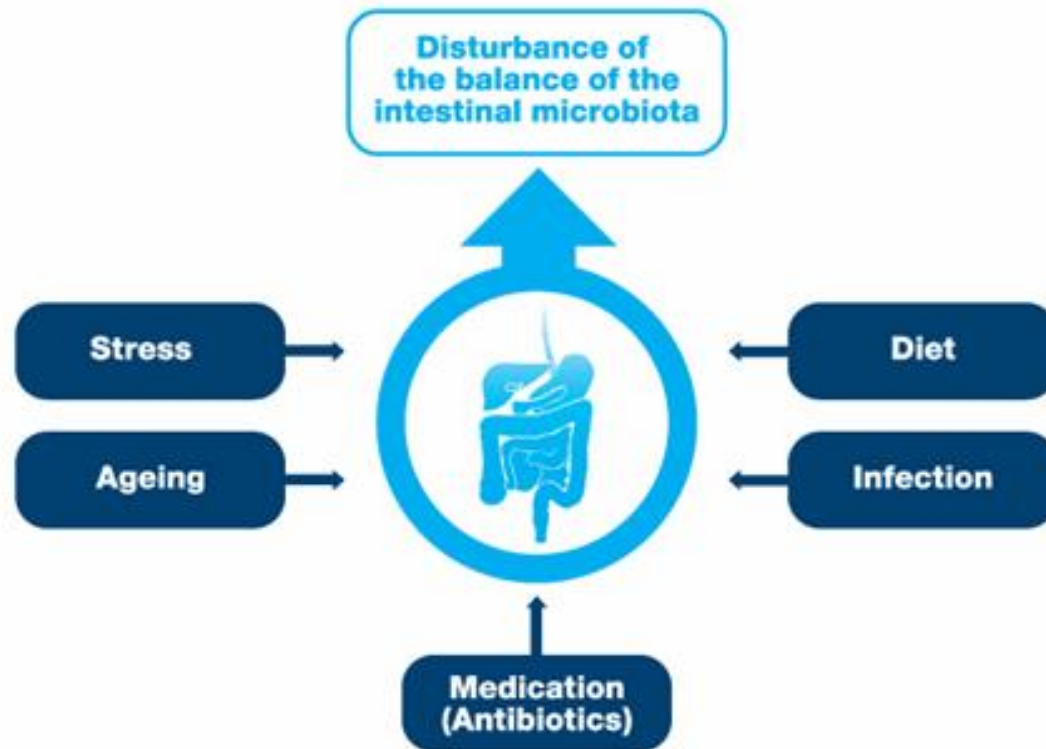 Disturbance of
the balance of the
intestinal microbiota
Stress
Diet
Ageing
Infection
Medication
(Antibiotics)